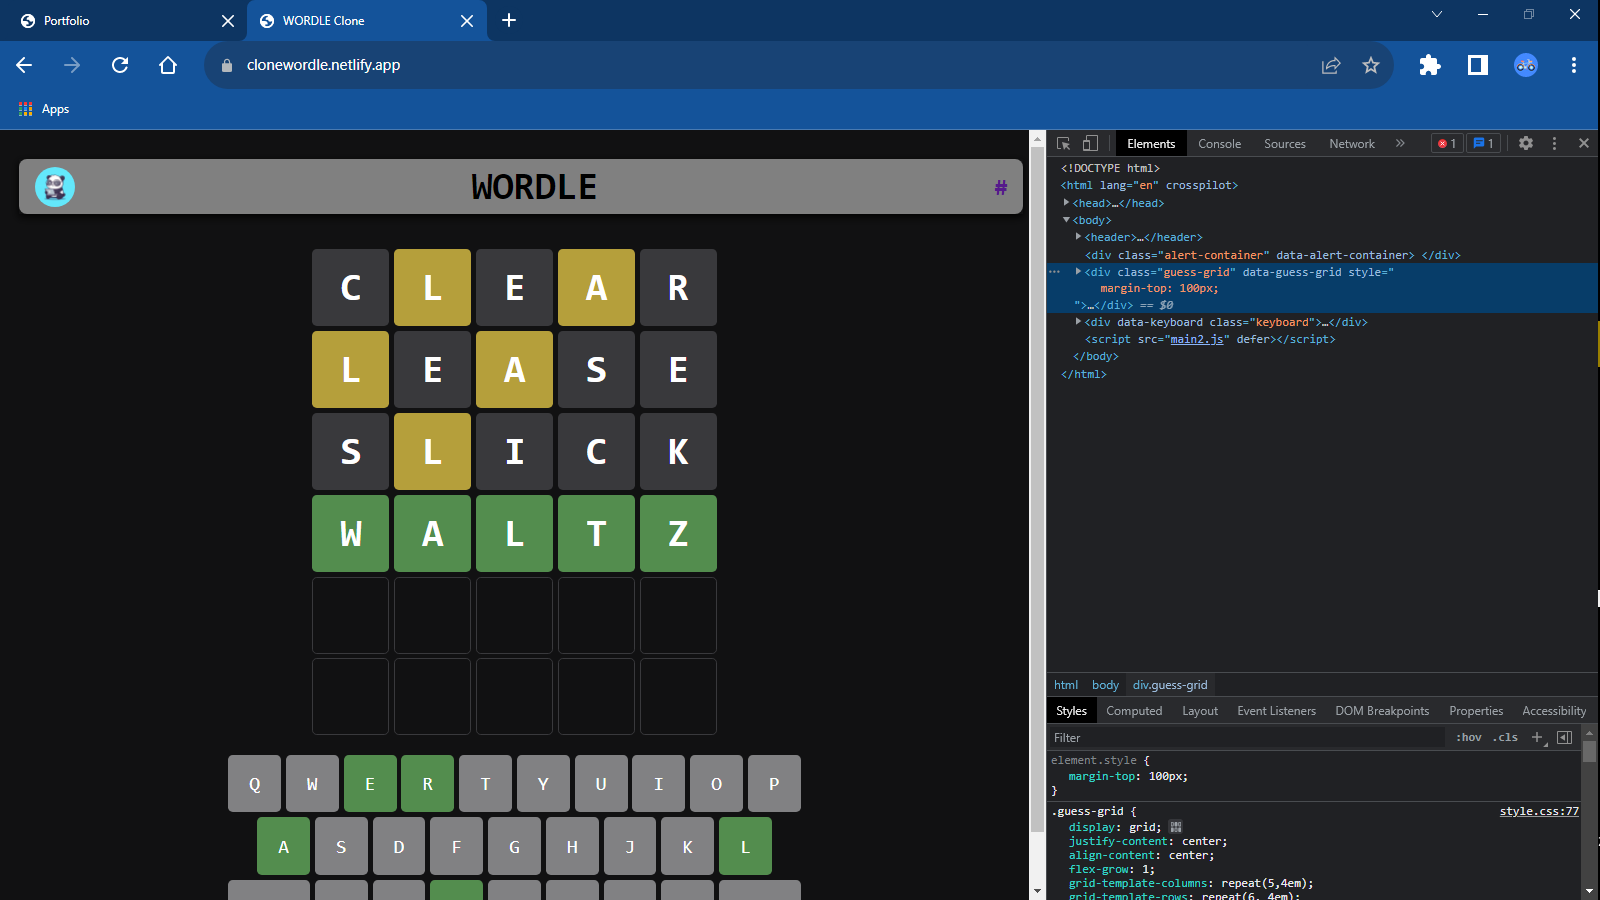 Portfolio
WORDLE Clone
clonewordle.netlify.app
Apps
WORDLE
#
C L E A R
L E A S E
S L I C K
W A L T Z
Q W E R T Y U I O P
A S D F G H J K L
Elements Console Sources Network » 1 1
<!DOCTYPE html>
<html lang="en" crosspilot>
<head>…</head>
<body>
<header>…</header>
<div class="alert-container" data-alert-container> </div>
<div class="guess-grid" data-guess-grid style="
margin-top: 100px;
">…</div> == $0
<div data-keyboard class="keyboard">…</div>
<script src="main2.js" defer></script>
</body>
</html>
html body div.guess-grid
Styles Computed Layout Event Listeners DOM Breakpoints Properties Accessibility
Filter :hov .cls
element.style {
margin-top: 100px;
}
.guess-grid { style.css:77
display: grid;
justify-content: center;
align-content: center;
flex-grow: 1;
grid-template-columns: repeat(5,4em);
grid-template-rows: repeat(6, 4em);